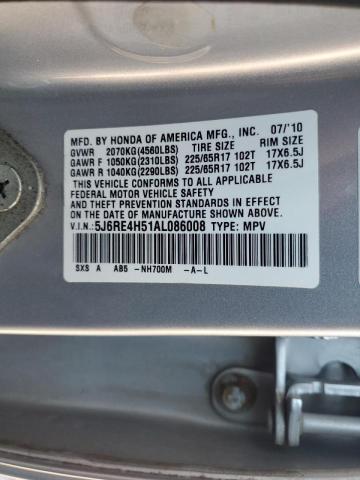 MFD. BY HONDA OF AMERICA MFG., INC. 07/'10
GVWR 2070KG(4560LBS) TIRE SIZE RIM SIZE
GAWR F 1050KG(2310LBS) 225/65R17 102T 17X6.5J
GAWR R 1040KG(2290LBS) 225/65R17 102T 17X6.5J
THIS VEHICLE CONFORMS TO ALL APPLICABLE
FEDERAL MOTOR VEHICLE
SAFETY AND THEFT PREVENTION STANDARDS IN EFFECT
ON THE DATE OF MANUFACTURE SHOWN ABOVE.
V.I.N.: 5J6RE4H51AL086008 TYPE: MPV
SXS A AB5 -NH700M -A-L